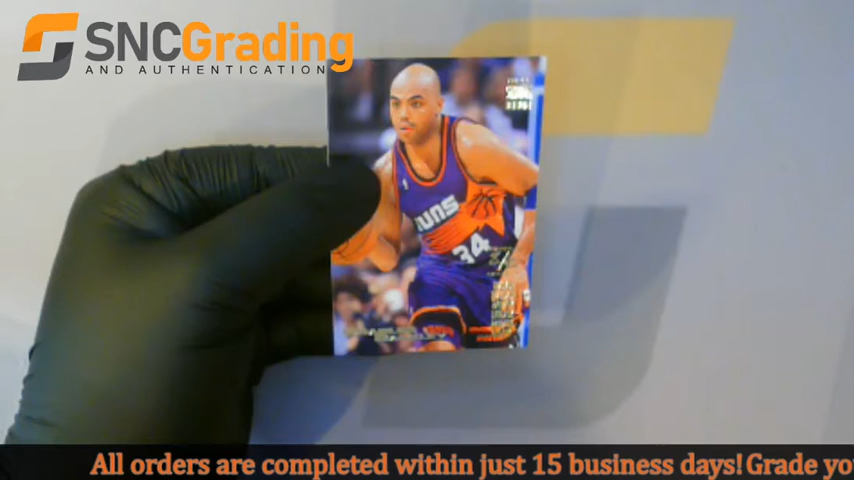 SNCGrading
AND AUTHENTICATION
SUNS
34
All orders are completed within just 15 business days!Grade yo